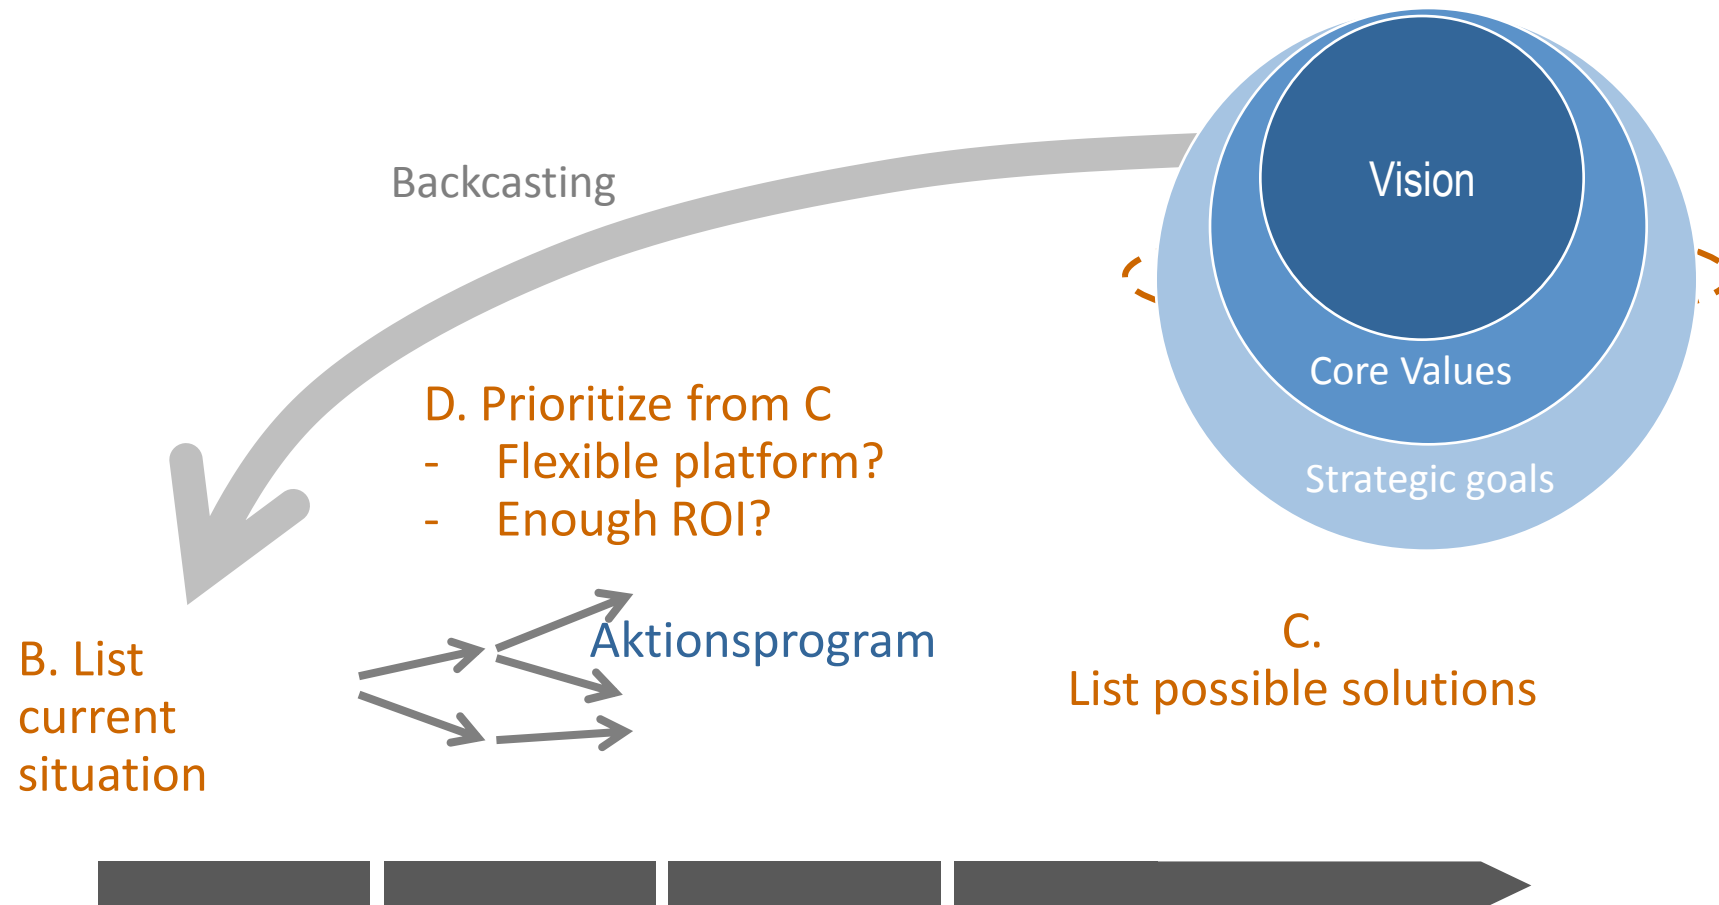 Vision
Backcasting
Core Values
D. Prioritize from C
- Flexible platform?
- Enough ROI?
Strategic goals
Aktionsprogram
C.
List possible solutions
B. List
current
situation